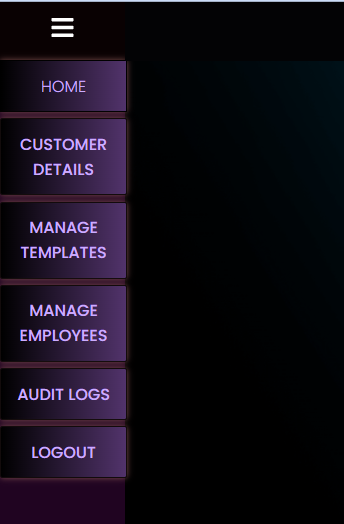 HOME
CUSTOMER
DETAILS
MANAGE
TEMPLATES
MANAGE
EMPLOYEES
AUDIT LOGS
LOGOUT